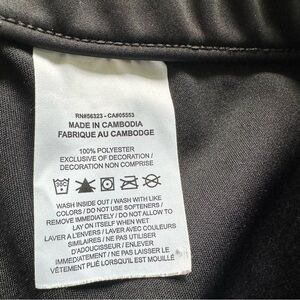 RN#56323 - CA#05553
MADE IN CAMBODIA
FABRIQUE AU CAMBODGE
100% POLYESTER
EXCLUSIVE OF DECORATION /
DECORATION NON COMPRISE
WASH INSIDE OUT / WASH WITH LIKE
COLORS / DO NOT USE SOFTENERS /
REMOVE IMMEDIATELY / DO NOT ALLOW TO
LAY ON ITSELF WHEN WET
LAVER A L'ENVERS / LAVER AVEC COULEURS
SIMILAIRES / NE PAS UTILISER
D'ADOUCISSEUR / ENLEVER
IMMÉDIATEMENT / NE PAS LAISSER LE
VÊTEMENT PLIÉ LORSQU'IL EST MOUILLÉ